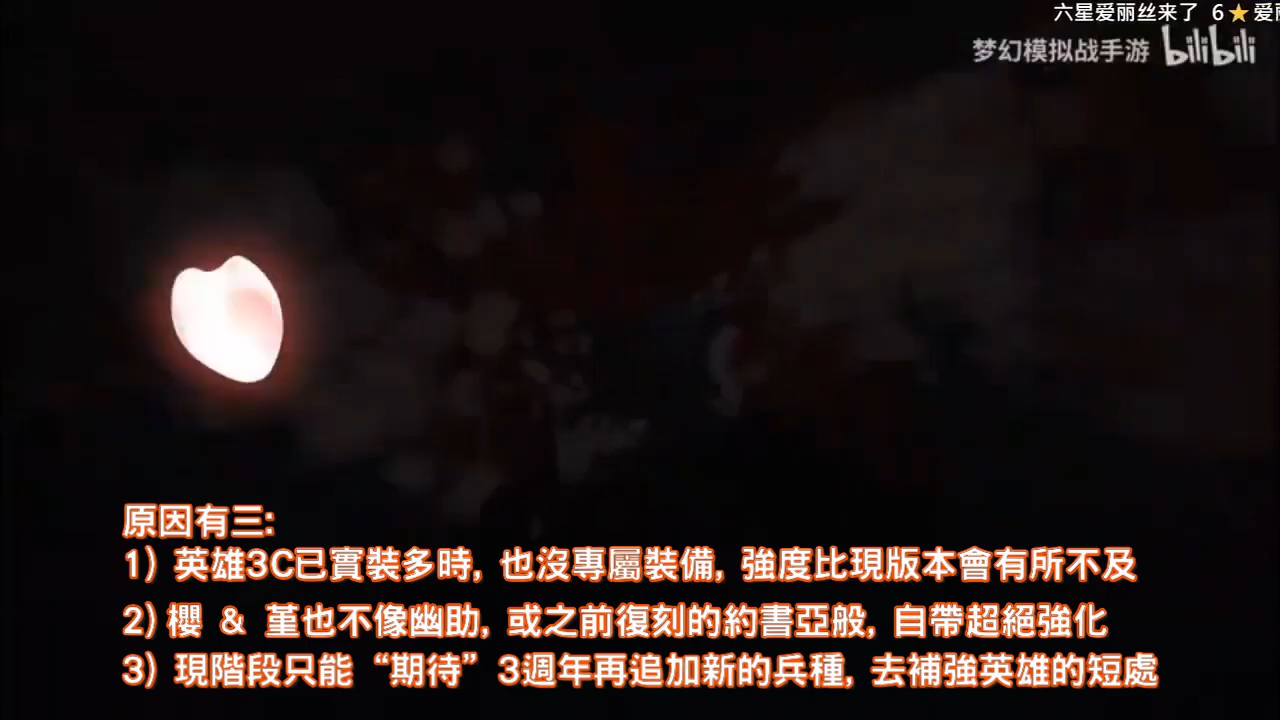 六星爱丽丝来了 6⭐爱
梦幻模拟战手游 bilibili
原因有三:
1) 英雄3C已實裝多時, 也沒專屬裝備, 強度比現版本會有所不及
2) 櫻 & 堇也不像幽助, 或之前復刻的約書亞般, 自帶超絕強化
3) 現階段只能“期待”3週年再追加新的兵種, 去補強英雄的短處